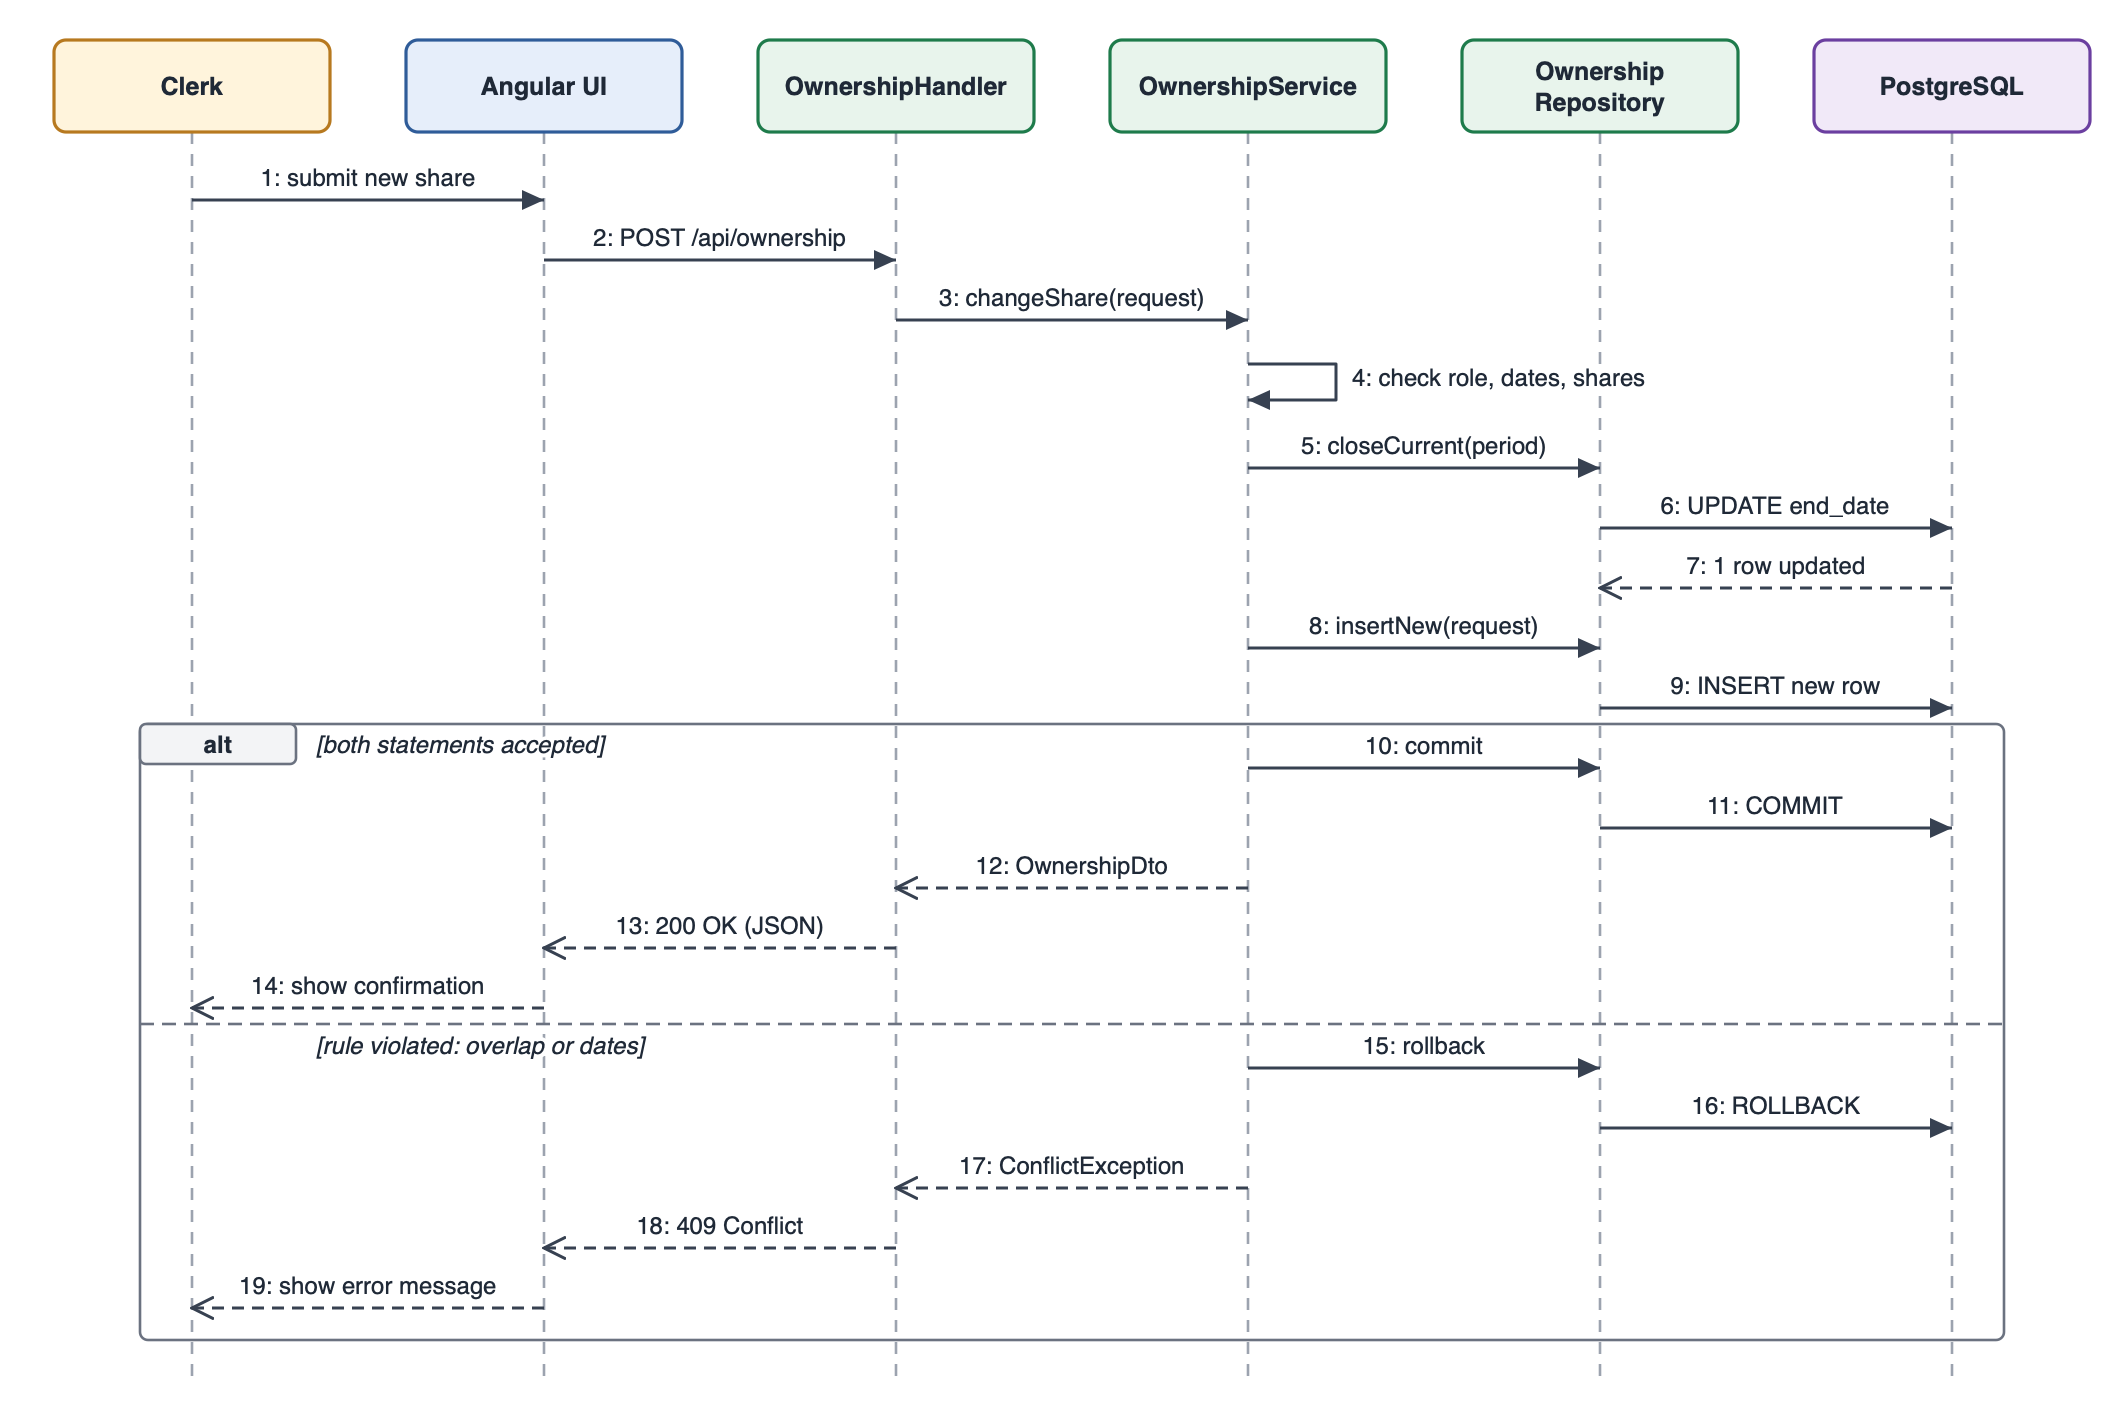 Clerk
Angular UI
OwnershipHandler
OwnershipService
Ownership
Repository
PostgreSQL
1: submit new share
2: POST /api/ownership
3: changeShare(request)
4: check role, dates, shares
5: closeCurrent(period)
6: UPDATE end_date
7: 1 row updated
8: insertNew(request)
9: INSERT new row
alt
[both statements accepted]
10: commit
11: COMMIT
12: OwnershipDto
13: 200 OK (JSON)
14: show confirmation
[rule violated: overlap or dates]
15: rollback
16: ROLLBACK
17: ConflictException
18: 409 Conflict
19: show error message